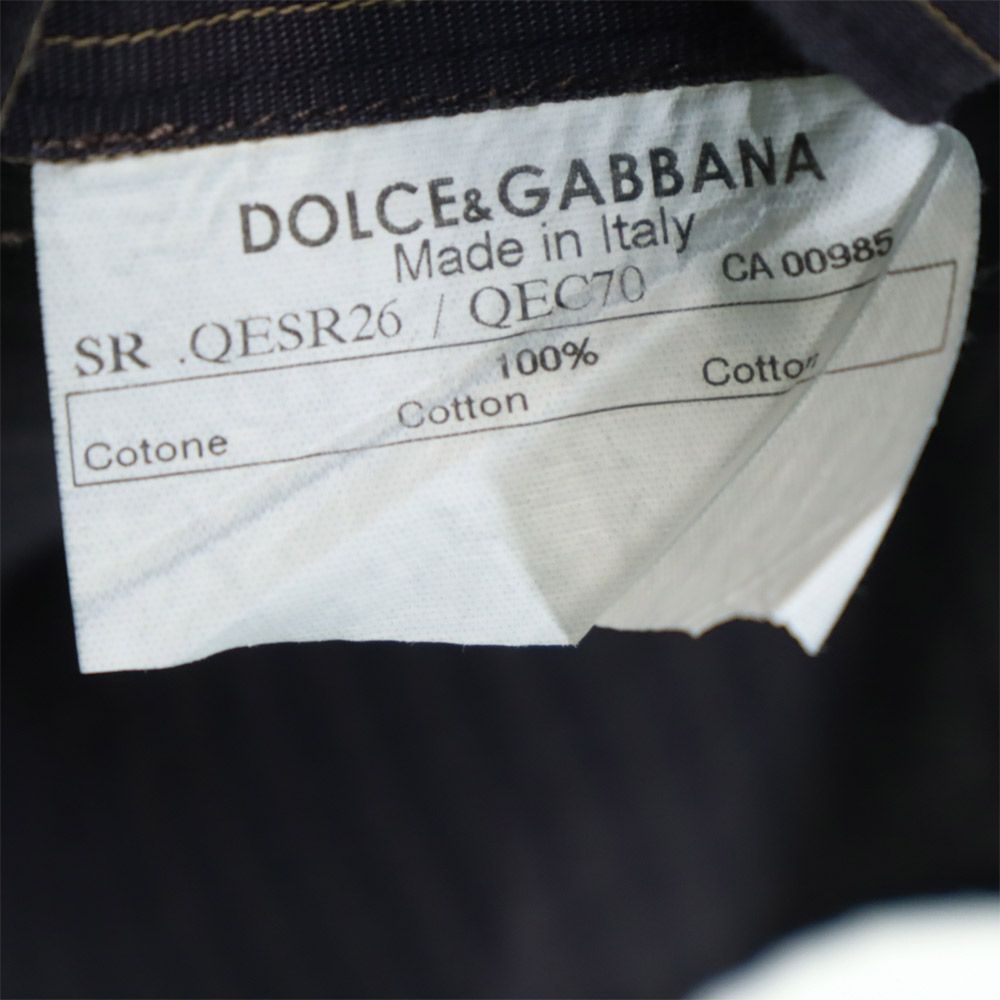 DOLCE&GABBANA
Made in Italy
SR .QESR26 / QEC70 CA 00985
100%
Cotone Cotton Cotton